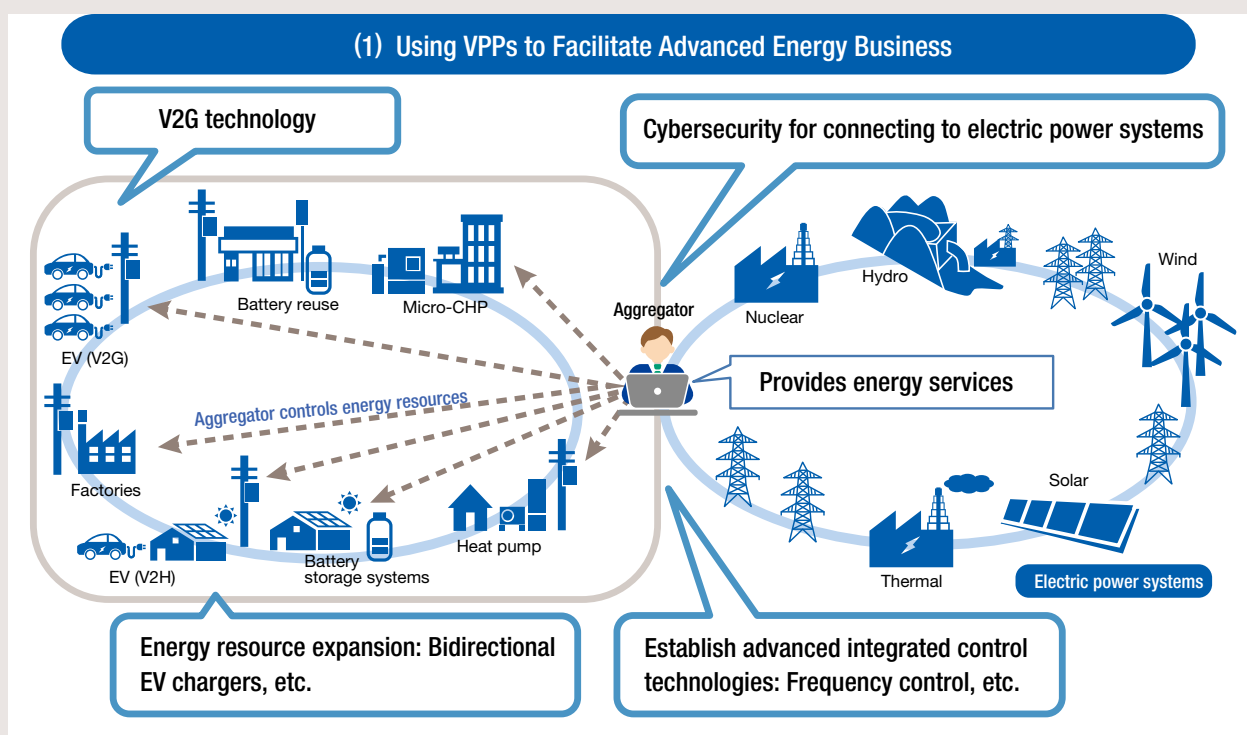 (1) Using VPPs to Facilitate Advanced Energy Business
V2G technology
Cybersecurity for connecting to electric power systems
Battery reuse
Micro-CHP
EV (V2G)
Aggregator controls energy resources
Factories
EV (V2H)
Battery
storage systems
Heat pump
Aggregator
Provides energy services
Nuclear
Hydro
Wind
Solar
Thermal
Electric power systems
Energy resource expansion: Bidirectional
EV chargers, etc.
Establish advanced integrated control
technologies: Frequency control, etc.